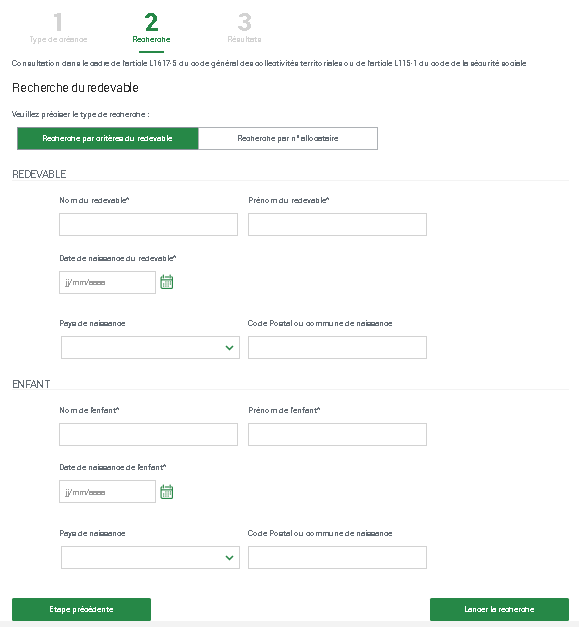 1 2 3
Type de créance Recherche Résultats
Consultation dans le cadre de l'article L1617-5 du code général des collectivités territoriales ou de l'article L115-1 du code de la sécurité sociale
Recherche du redevable
Veuillez préciser le type de recherche :
Recherche par critères du redevable Recherche par n° allocataire
REDEVABLE
Nom du redevable* Prénom du redevable*
Date de naissance du redevable*
jj/mm/aaaa
Pays de naissance Code Postal ou commune de naissance
ENFANT
Nom de l'enfant* Prénom de l'enfant*
Date de naissance de l'enfant*
jj/mm/aaaa
Pays de naissance Code Postal ou commune de naissance
Etape précédente Lancer la recherche